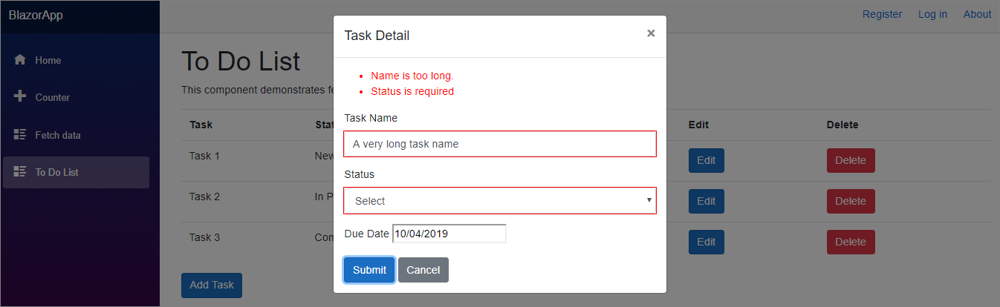 BlazorApp
Register Log in About
Home
Counter
Fetch data
To Do List
To Do List
This component demonstrates
Task Edit Delete
Task 1 New Edit Delete
Task 2 In Edit Delete
Task 3 Edit Delete
Add Task
Task Detail ×
• Name is too long.
• Status is required
Task Name
A very long task name
Status
Select
Due Date 10/04/2019
Submit Cancel